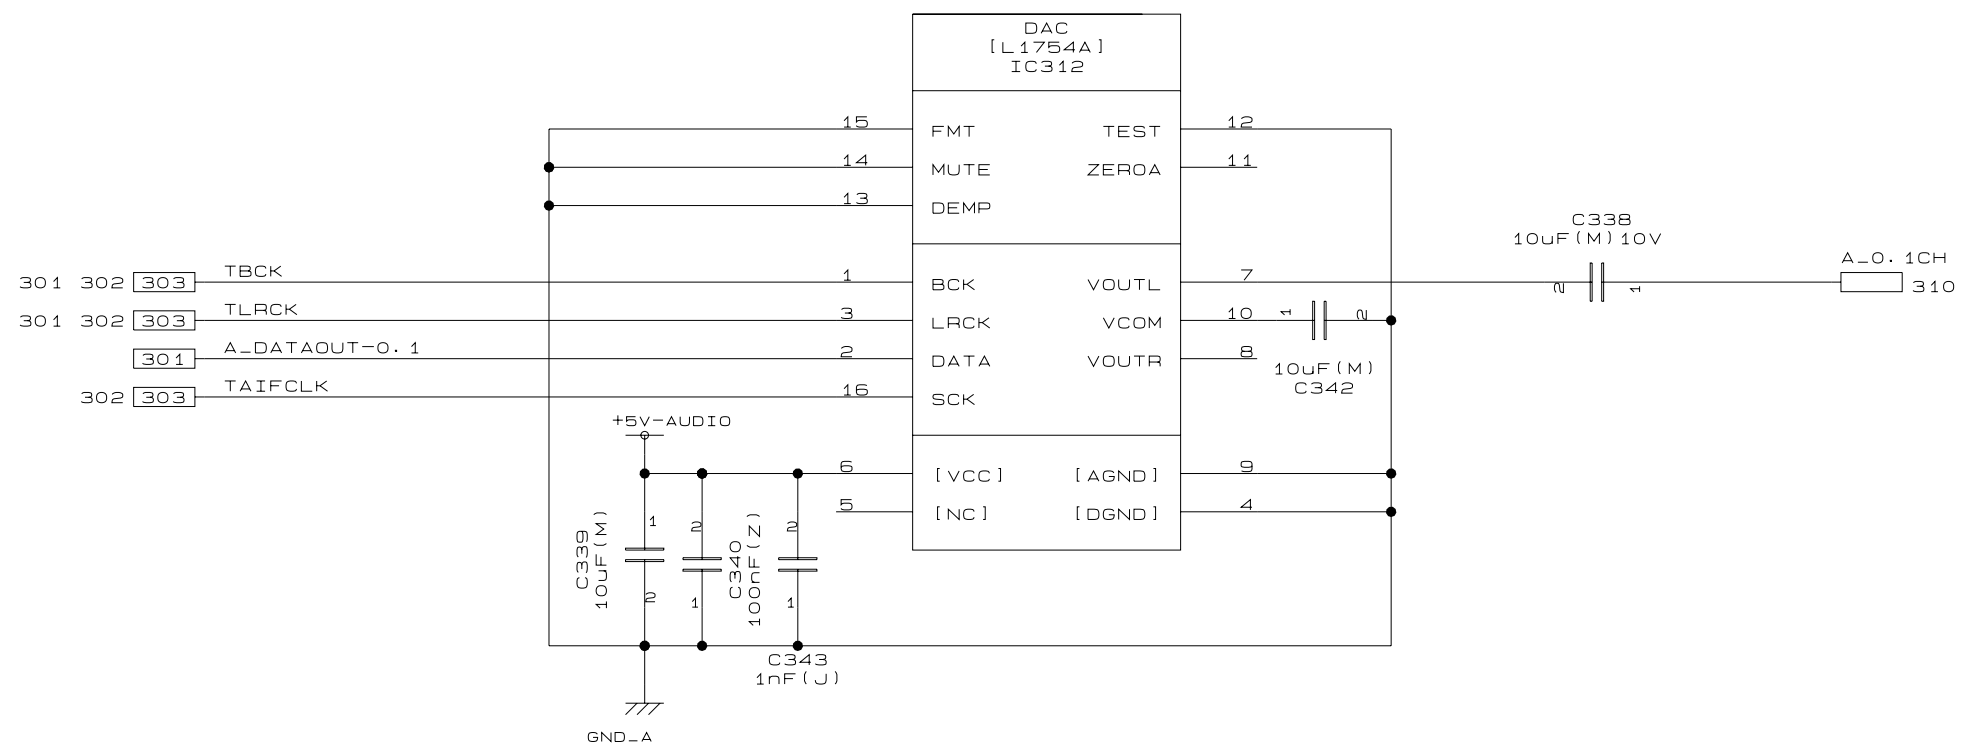 DAC
[L1754A]
IC312
15 FMT TEST 12
14 MUTE ZEROA 11
13 DEMP
C338
10uF(M)10V
A_0.1CH
301 302 303 TBCK 1 BCK VOUTL 7 2 1 310
301 302 303 TLRCK 3 LRCK VCOM 10 1 2
301 A_DATAOUT-0.1 2 DATA VOUTR 8
10uF(M)
C342
302 303 TAIFCLK 16 SCK
+5V-AUDIO
6 [VCC] [AGND] 9
5 [NC] [DGND] 4
1 2 2
C339
10uF(M)
C340
100nF(Z)
2 1 1
C343
1nF(J)
GND_A